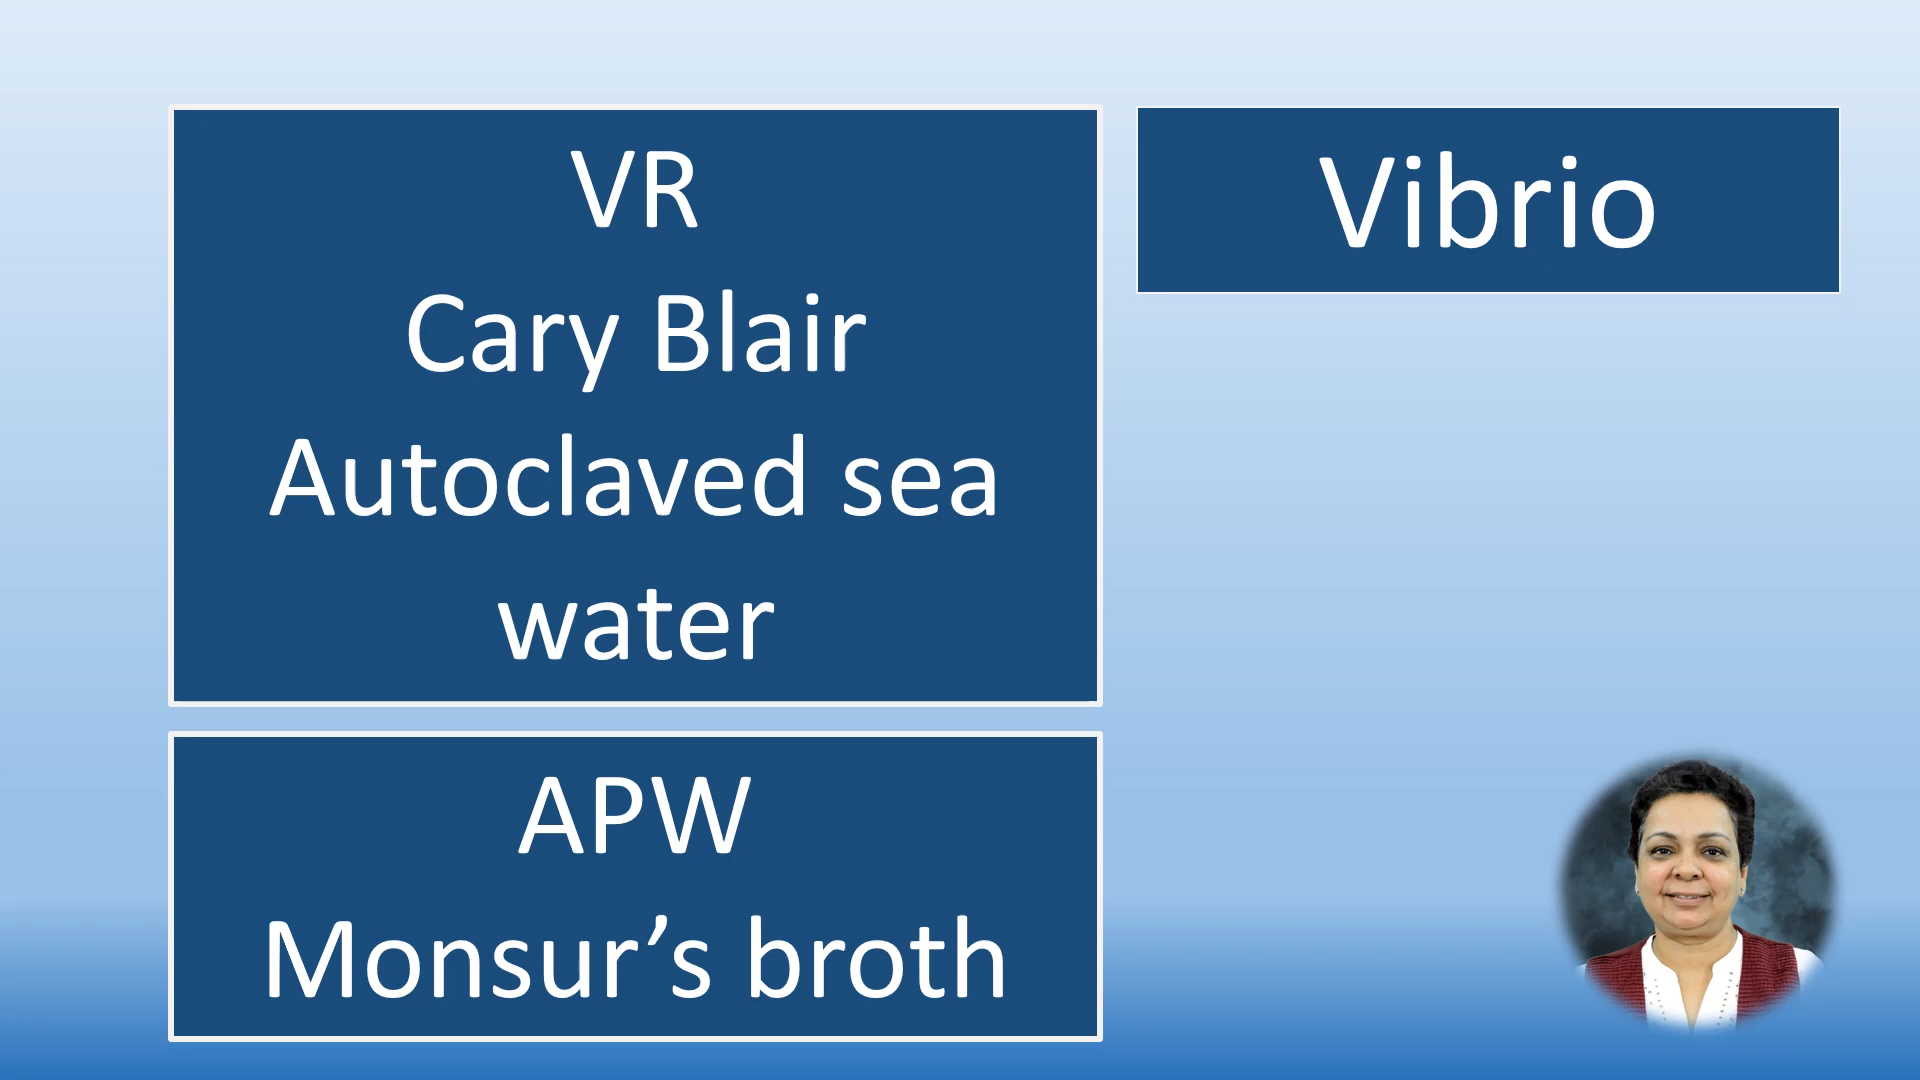 VR
Cary Blair
Autoclaved sea
water
APW
Monsur’s broth
Vibrio